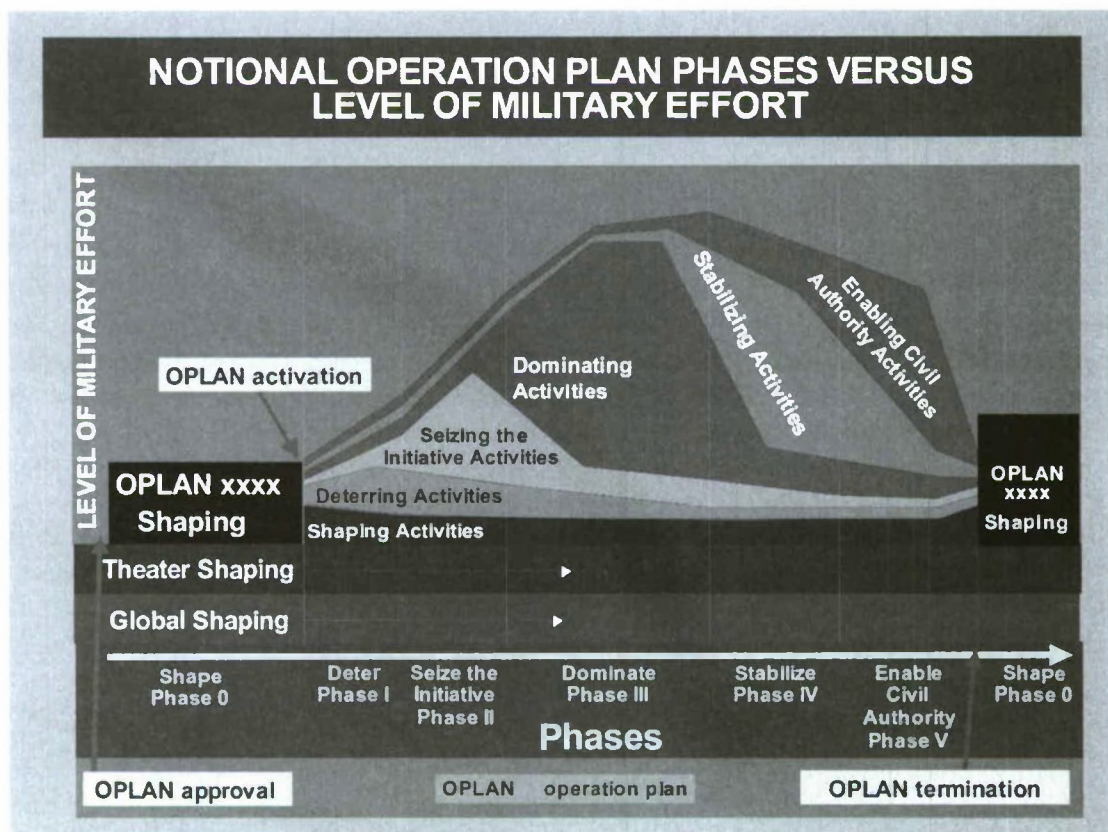 NOTIONAL OPERATION PLAN PHASES VERSUS
LEVEL OF MILITARY EFFORT
LEVEL OF MILITARY EFFORT
OPLAN activation
Dominating
Activities
Stabilizing Activities
Enabling Civil
Authority Activities
Seizing the
Initiative Activities
Deterring Activities
Shaping Activities
OPLAN xxxx
Shaping
OPLAN
xxxx
Shaping
Theater Shaping
Global Shaping
Shape
Phase 0
Deter
Phase I
Seize the
Initiative
Phase II
Dominate
Phase III
Stabilize
Phase IV
Enable
Civil
Authority
Phase V
Shape
Phase 0
Phases
OPLAN approval
OPLAN operation plan
OPLAN termination